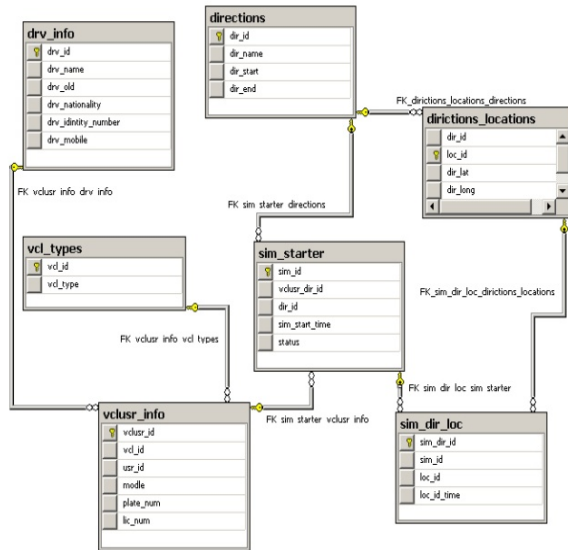 directions
dir_id
dir_name
dir_start
dir_end
drv_info
drv_id
drv_name
drv_old
drv_nationality
drv_idintity_number
drv_mobile
FK_dirictions_locations_directions
dirictions_locations
dir_id
loc_id
dir_lat
dir_long
FK vclusr info drv info
FK sim starter directions
vcl_types
vcl_id
vcl_type
sim_starter
sim_id
vclusr_dir_id
dir_id
sim_start_time
status
FK_sim_dir_loc_dirictions_locations
FK vclusr info vcl types
FK sim dir loc sim starter
vclusr_info
vclusr_id
vcl_id
usr_id
modle
plate_num
lic_num
FK sim starter vclusr info
sim_dir_loc
sim_dir_id
sim_id
loc_id
loc_id_time